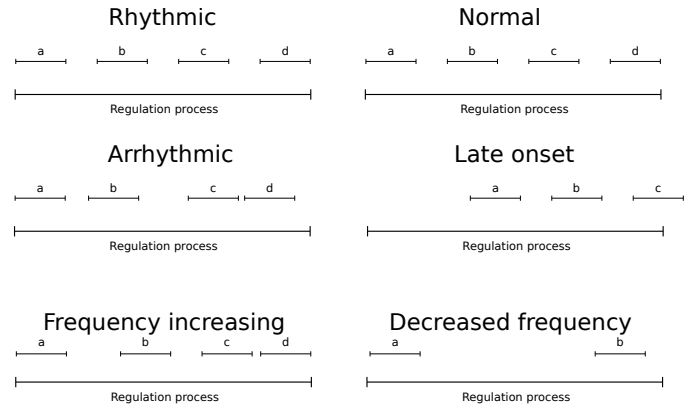 Rhythmic
a b c d
Regulation process
Normal
a b c d
Regulation process
Arrhythmic
a b c d
Regulation process
Late onset
a b c
Regulation process
Frequency increasing
a b c d
Regulation process
Decreased frequency
a b
Regulation process